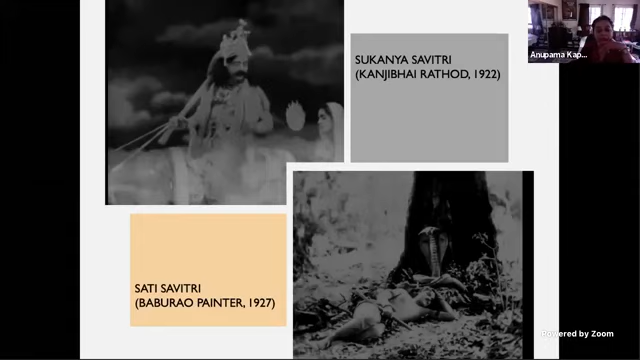 SUKANYA SAVITRI
(KANJIBHAI RATHOD, 1922)
Anupama Kap...
SATI SAVITRI
(BABURAO PAINTER, 1927)
Powered by Zoom